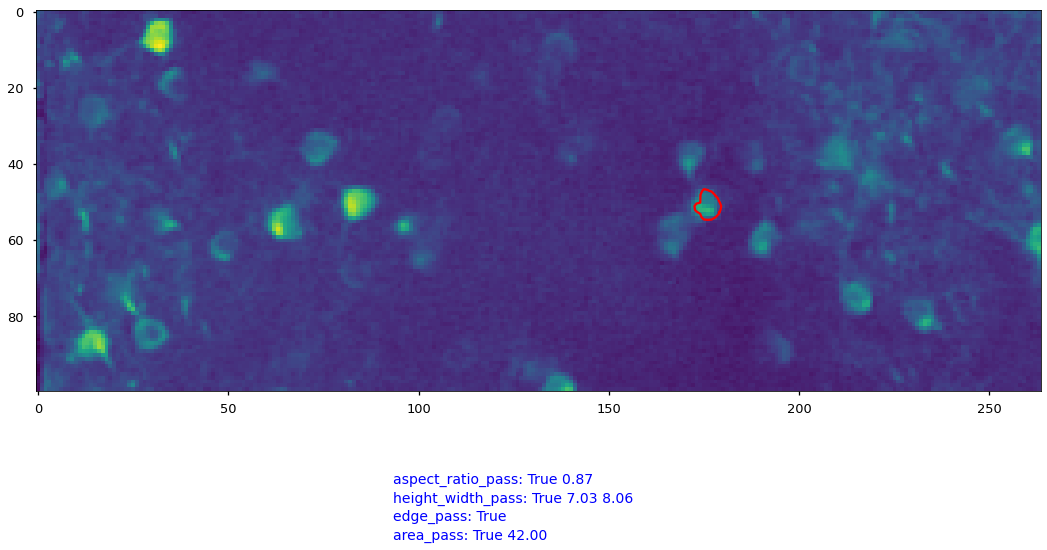 0
20
40
60
80
0 50 100 150 200 250
aspect_ratio_pass: True 0.87
height_width_pass: True 7.03 8.06
edge_pass: True
area_pass: True 42.00